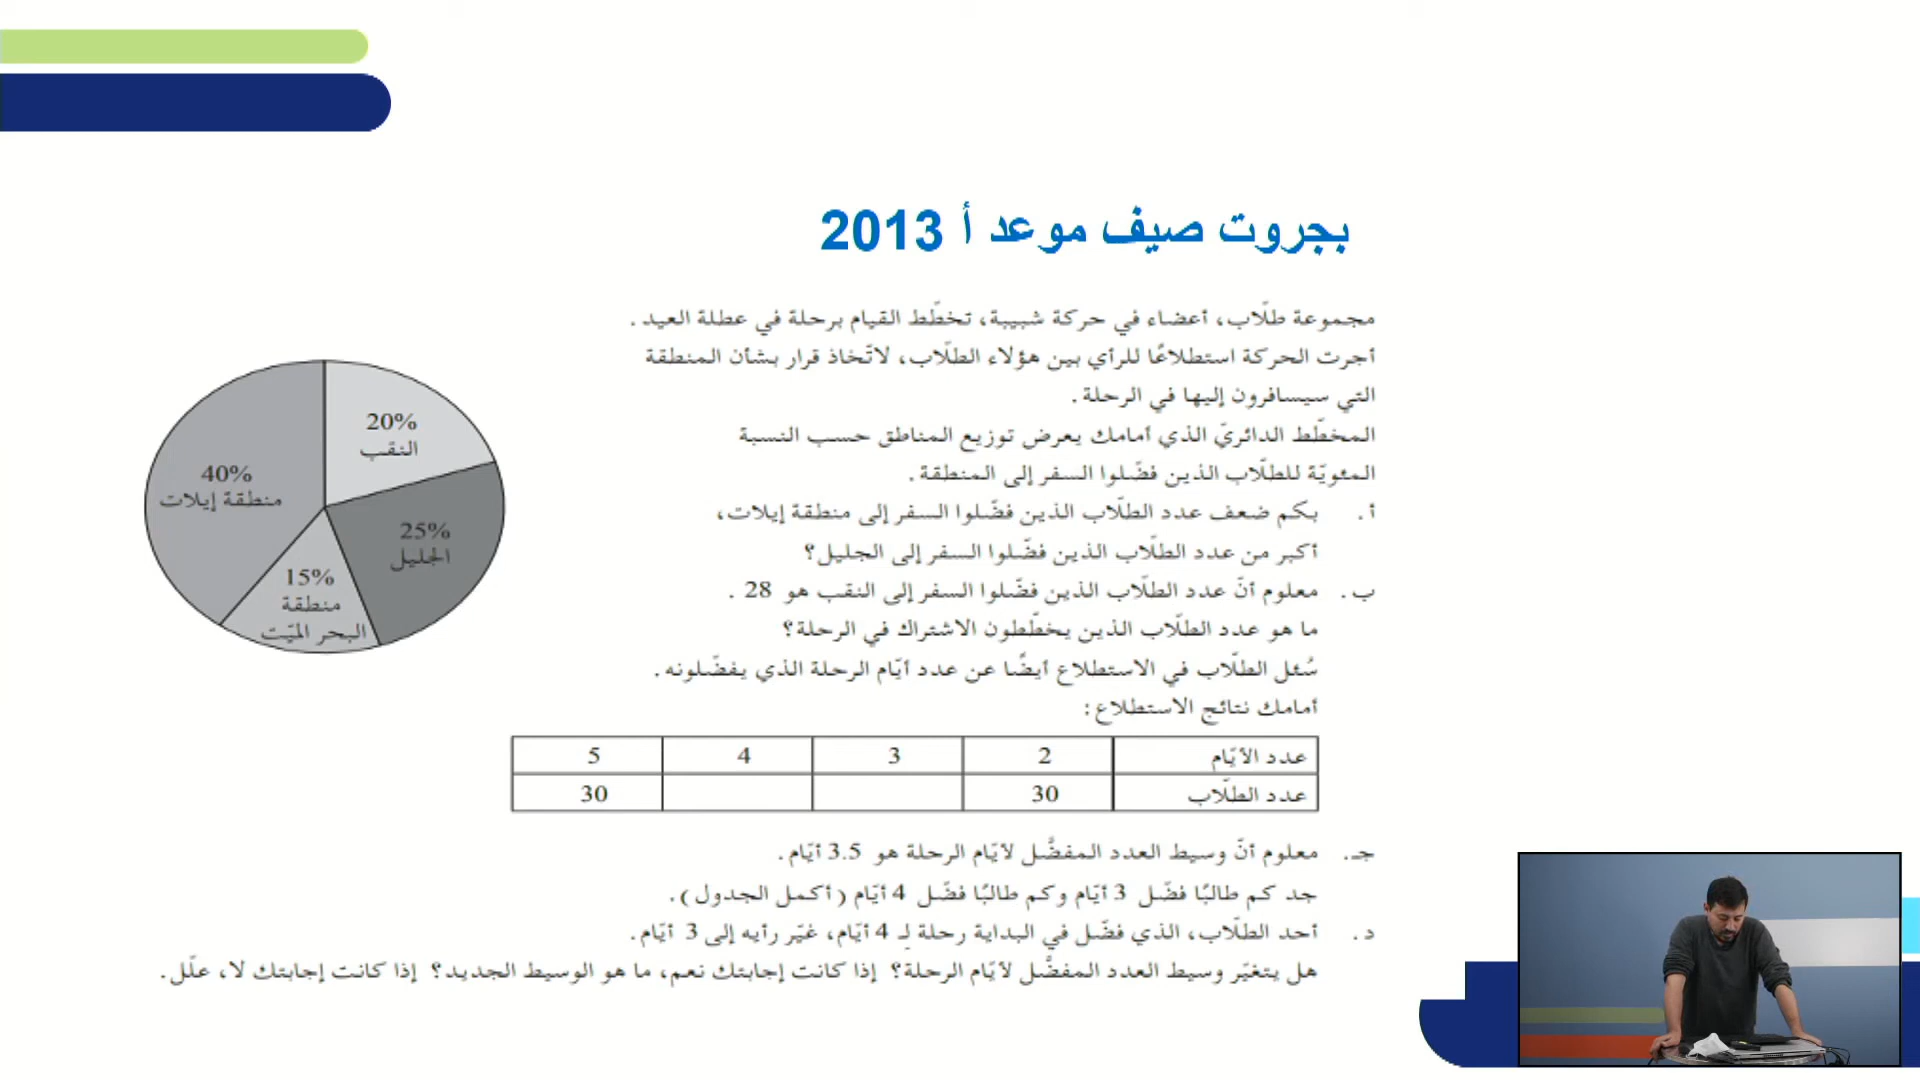 بجروت صيف موعد أ 2013
مجموعة طلّاب، أعضاء في حركة شبيبة، تخطّط القيام برحلة في عطلة العيد.
أجرت الحركة استطلاعًا للرأي بين هؤلاء الطلّاب، لاتّخاذ قرار بشأن المنطقة
التي سيسافرون إليها في الرحلة.
المخطّط الدائريّ الذي أمامك يعرض توزيع المناطق حسب النسبة
المئويّة للطلّاب الذين فضّلوا السفر إلى المنطقة.
أ. بكم ضعف عدد الطلّاب الذين فضّلوا السفر إلى منطقة إيلات،
أكبر من عدد الطلّاب الذين فضّلوا السفر إلى الجليل؟
ب. معلوم أنّ عدد الطلّاب الذين فضّلوا السفر إلى النقب هو 28.
ما هو عدد الطلّاب الذين يخطّطون الاشتراك في الرحلة؟
سُئل الطلّاب في الاستطلاع أيضًا عن عدد أيّام الرحلة الذي يفضّلونه.
أمامك نتائج الاستطلاع:
عدد الأيّام 2 3 4 5
عدد الطلّاب 30 30
جـ. معلوم أنّ وسيط العدد المفضَّل لأيّام الرحلة هو 3.5 أيّام.
جد كم طالبًا فضّل 3 أيّام وكم طالبًا فضّل 4 أيّام (أكمل الجدول).
د. أحد الطلّاب، الذي فضّل في البداية رحلة لـ 4 أيّام، غيّر رأيه إلى 3 أيّام.
هل يتغيّر وسيط العدد المفضَّل لأيّام الرحلة؟ إذا كانت إجابتك نعم، ما هو الوسيط الجديد؟ إذا كانت إجابتك لا، علّل.
20%
النقب
40%
منطقة إيلات
25%
الجليل
15%
منطقة
البحر الميّت